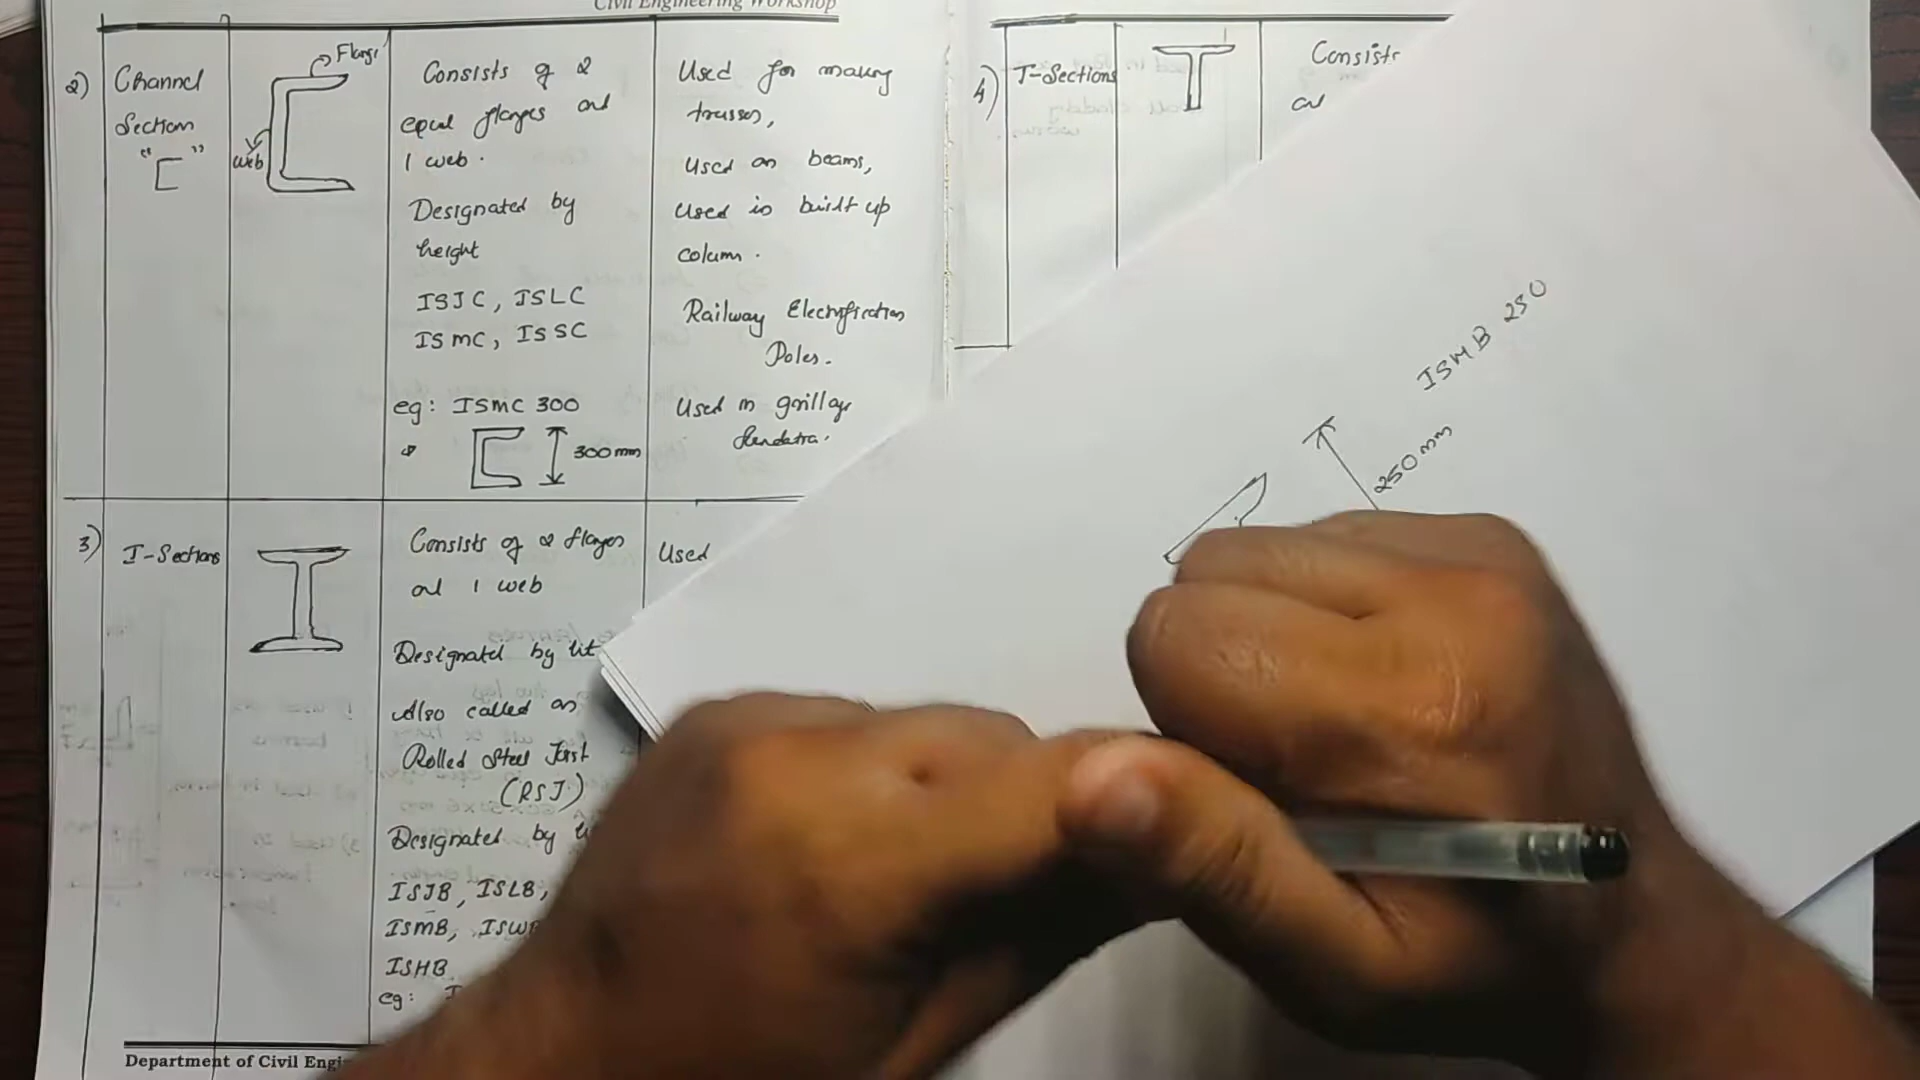 Civil Engineering Workshop
2) Channel
Section
"[ "
Flange
web
Consists of 2
equal flanges and
1 web.
Designated by
height
ISJC, ISLC
ISMC, ISSC
eg: ISMC 300
300mm
Used for making
trusses,
Used as beams,
Used in built up
column.
Railway Electrification
Poles.
Used in grillage
3) I-Sections
Consists of 2 flanges
and 1 web
Designated by
Also called as
Rolled Steel Joist
(RSJ)
Designated by
ISJB, ISLB,
ISMB,
ISHB
eg:
Used
Department of Civil
4) T-Sections
Consists
ISMB 250
250mm